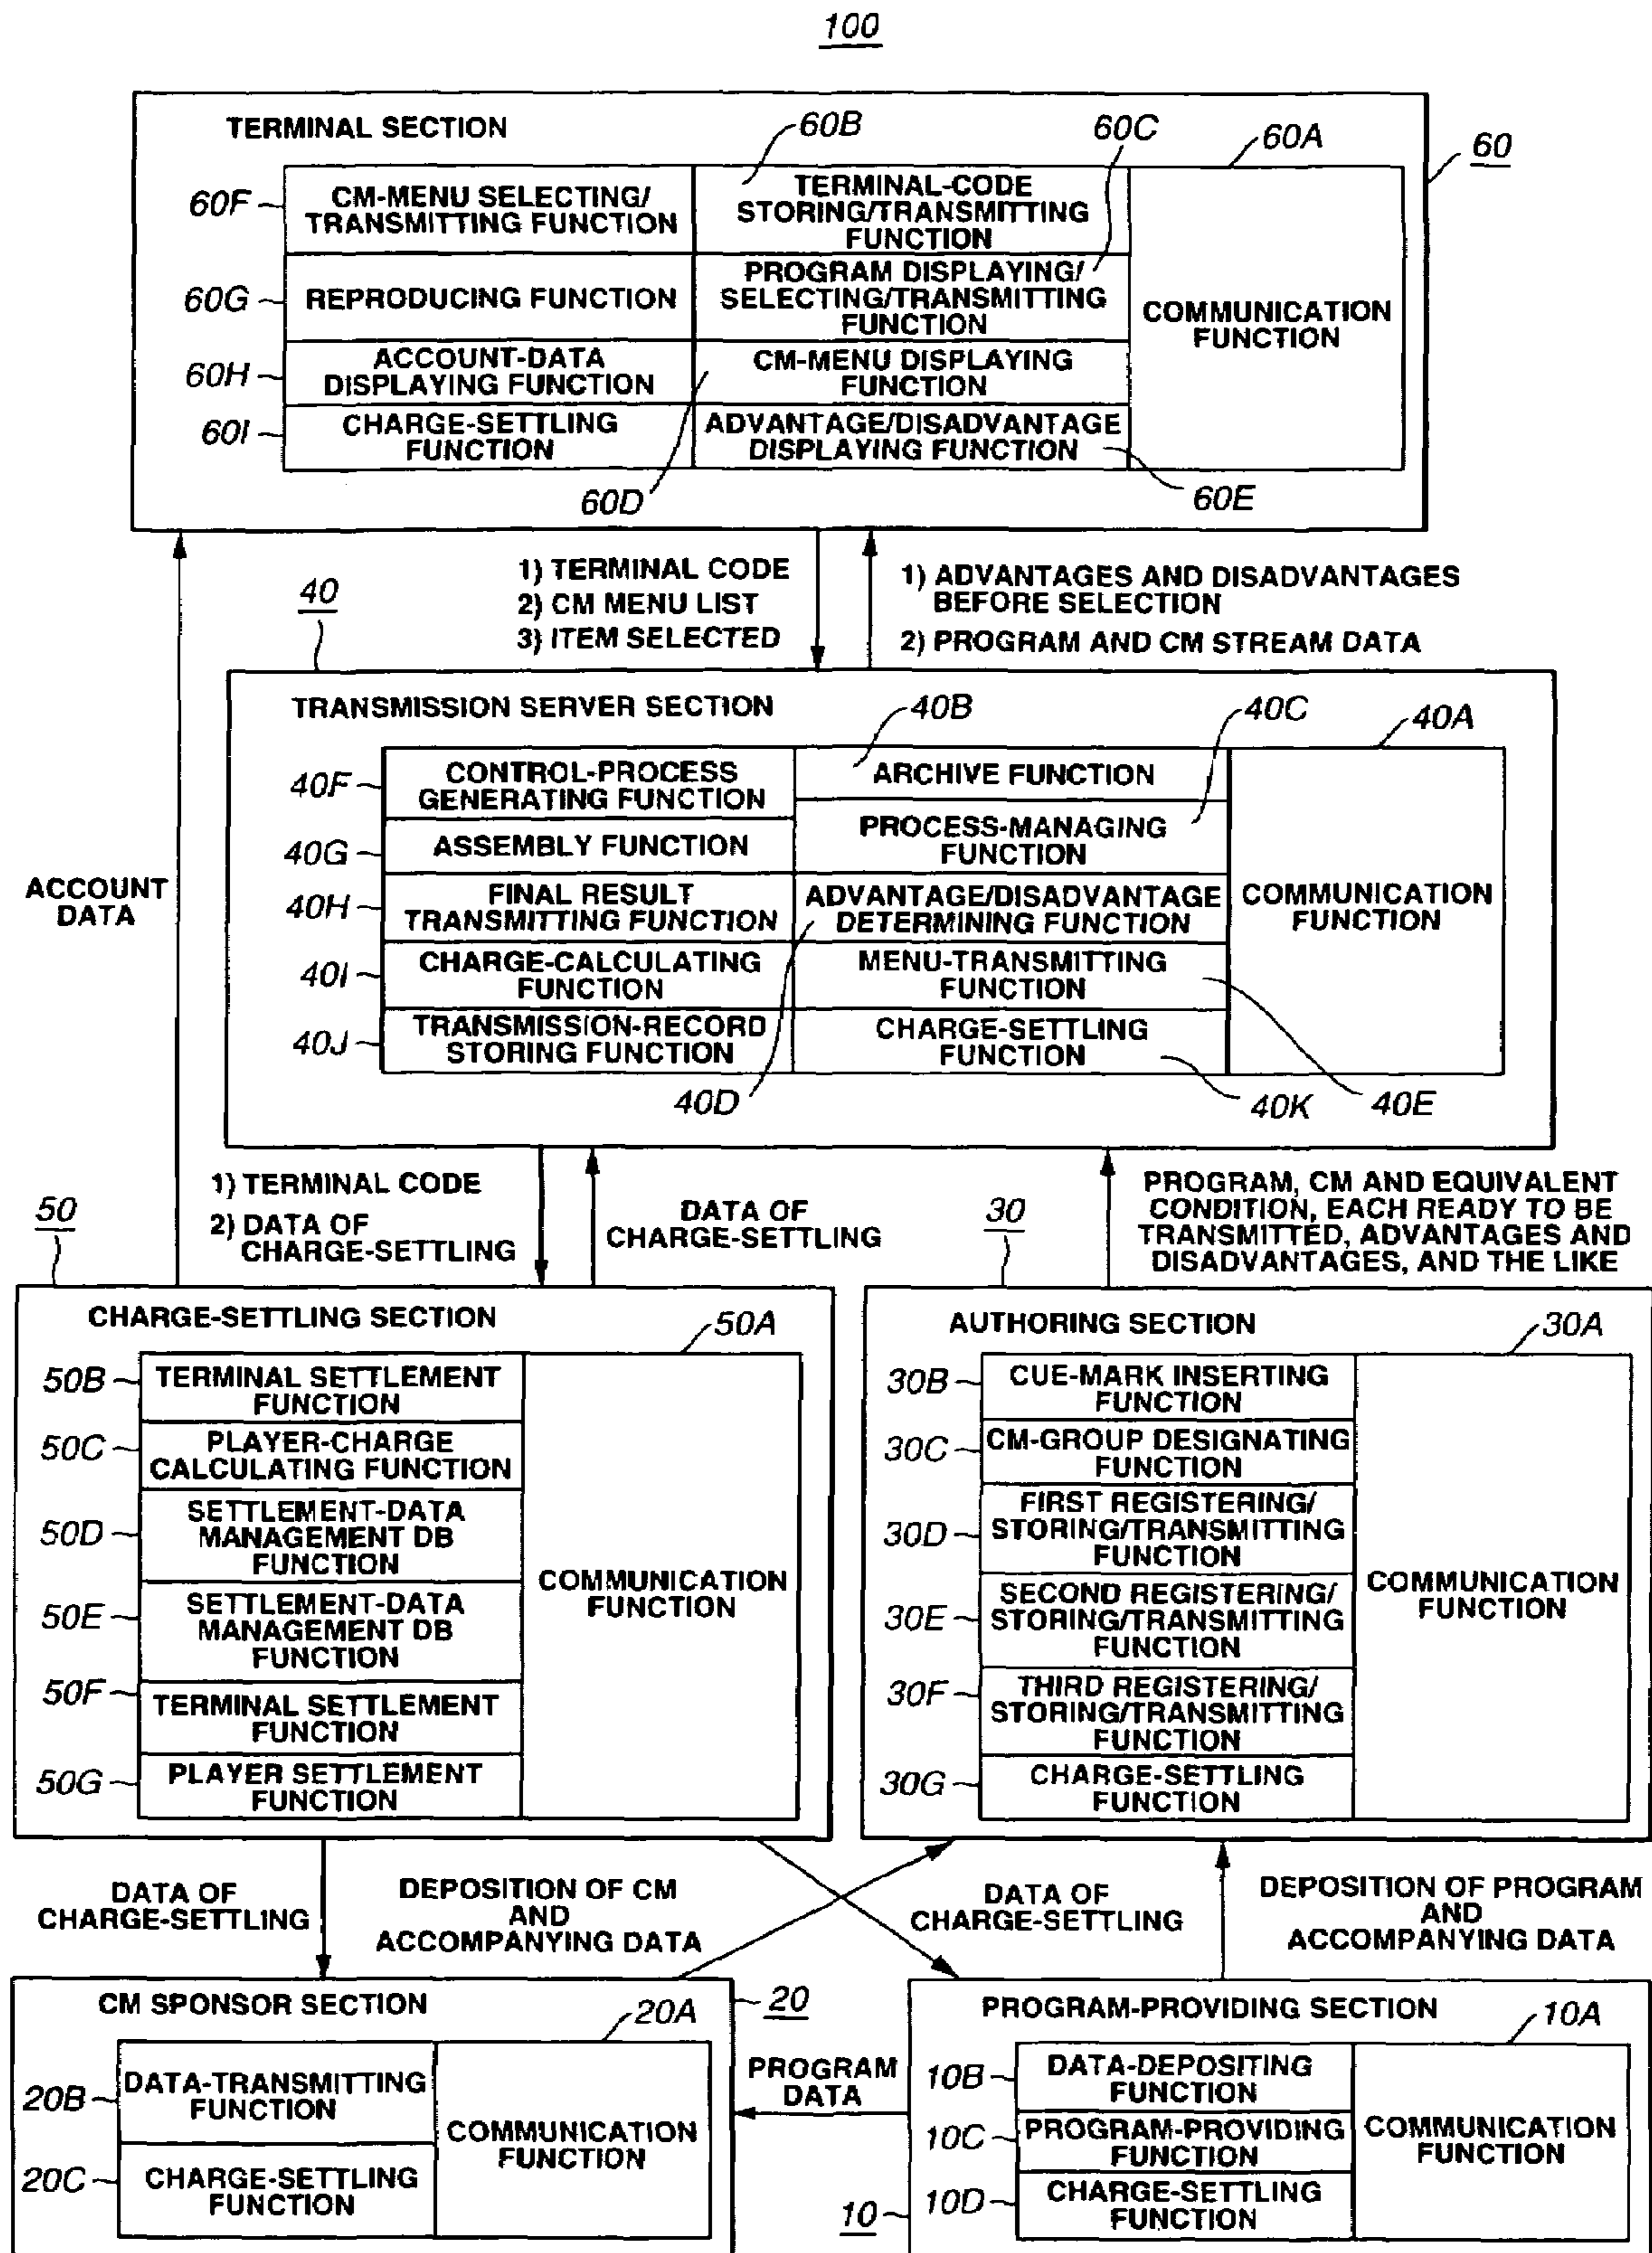 100
TERMINAL SECTION
60B
60C
60A
60
60F
CM-MENU SELECTING/
TRANSMITTING FUNCTION
TERMINAL-CODE
STORING/TRANSMITTING
FUNCTION
60G
REPRODUCING FUNCTION
PROGRAM DISPLAYING/
SELECTING/TRANSMITTING
FUNCTION
COMMUNICATION
FUNCTION
60H
ACCOUNT-DATA
DISPLAYING FUNCTION
CM-MENU DISPLAYING
FUNCTION
60I
CHARGE-SETTLING
FUNCTION
ADVANTAGE/DISADVANTAGE
DISPLAYING FUNCTION
60D
60E
1) TERMINAL CODE
2) CM MENU LIST
3) ITEM SELECTED
1) ADVANTAGES AND DISADVANTAGES
BEFORE SELECTION
2) PROGRAM AND CM STREAM DATA
40
TRANSMISSION SERVER SECTION
40B
40C
40A
40F
CONTROL-PROCESS
GENERATING FUNCTION
ARCHIVE FUNCTION
40G
ASSEMBLY FUNCTION
PROCESS-MANAGING
FUNCTION
40H
FINAL RESULT
TRANSMITTING FUNCTION
ADVANTAGE/DISADVANTAGE
DETERMINING FUNCTION
COMMUNICATION
FUNCTION
40I
CHARGE-CALCULATING
FUNCTION
MENU-TRANSMITTING
FUNCTION
40J
TRANSMISSION-RECORD
STORING FUNCTION
CHARGE-SETTLING
FUNCTION
40D
40K
40E
ACCOUNT
DATA
1) TERMINAL CODE
2) DATA OF
CHARGE-SETTLING
DATA OF
CHARGE-SETTLING
PROGRAM, CM AND EQUIVALENT
CONDITION, EACH READY TO BE
TRANSMITTED, ADVANTAGES AND
DISADVANTAGES, AND THE LIKE
50
30
CHARGE-SETTLING SECTION
50A
50B
TERMINAL SETTLEMENT
FUNCTION
50C
PLAYER-CHARGE
CALCULATING FUNCTION
50D
SETTLEMENT-DATA
MANAGEMENT DB
FUNCTION
50E
SETTLEMENT-DATA
MANAGEMENT DB
FUNCTION
50F
TERMINAL SETTLEMENT
FUNCTION
50G
PLAYER SETTLEMENT
FUNCTION
COMMUNICATION
FUNCTION
AUTHORING SECTION
30A
30B
CUE-MARK INSERTING
FUNCTION
30C
CM-GROUP DESIGNATING
FUNCTION
30D
FIRST REGISTERING/
STORING/TRANSMITTING
FUNCTION
30E
SECOND REGISTERING/
STORING/TRANSMITTING
FUNCTION
30F
THIRD REGISTERING/
STORING/TRANSMITTING
FUNCTION
30G
CHARGE-SETTLING
FUNCTION
COMMUNICATION
FUNCTION
DATA OF
CHARGE-SETTLING
DEPOSITION OF CM
AND
ACCOMPANYING DATA
DATA OF
CHARGE-SETTLING
DEPOSITION OF PROGRAM
AND
ACCOMPANYING DATA
CM SPONSOR SECTION
20
20A
20B
DATA-TRANSMITTING
FUNCTION
20C
CHARGE-SETTLING
FUNCTION
COMMUNICATION
FUNCTION
PROGRAM
DATA
PROGRAM-PROVIDING SECTION
10A
10B
DATA-DEPOSITING
FUNCTION
10C
PROGRAM-PROVIDING
FUNCTION
10D
CHARGE-SETTLING
FUNCTION
COMMUNICATION
FUNCTION
10